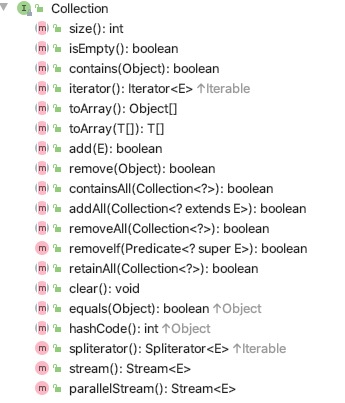 Collection
size(): int
isEmpty(): boolean
contains(Object): boolean
iterator(): Iterator<E> ↑Iterable
toArray(): Object[]
toArray(T[]): T[]
add(E): boolean
remove(Object): boolean
containsAll(Collection<?>): boolean
addAll(Collection<? extends E>): boolean
removeAll(Collection<?>): boolean
removeIf(Predicate<? super E>): boolean
retainAll(Collection<?>): boolean
clear(): void
equals(Object): boolean ↑Object
hashCode(): int ↑Object
spliterator(): Spliterator<E> ↑Iterable
stream(): Stream<E>
parallelStream(): Stream<E>